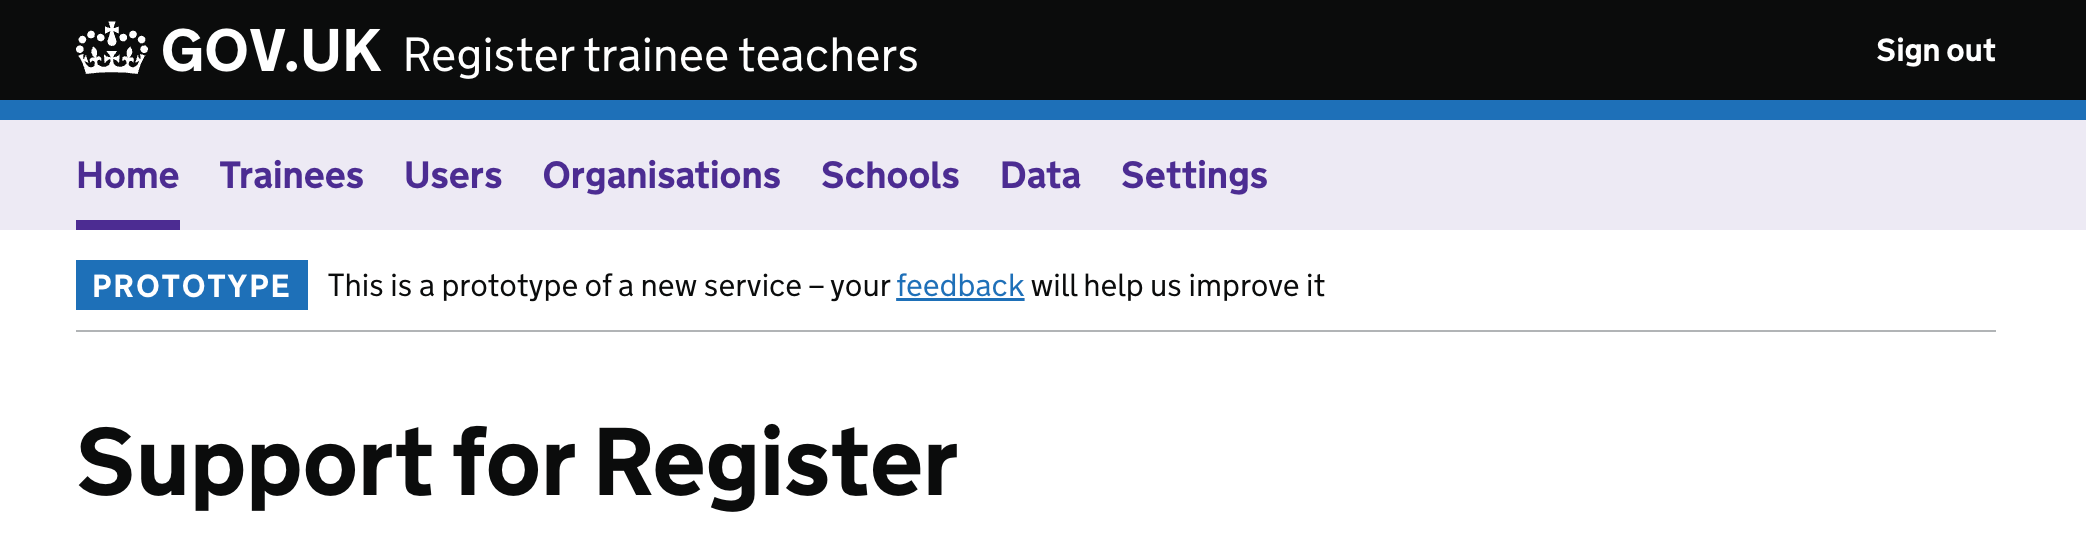 GOV.UK Register trainee teachers Sign out
Home Trainees Users Organisations Schools Data Settings
PROTOTYPE This is a prototype of a new service – your feedback will help us improve it
Support for Register